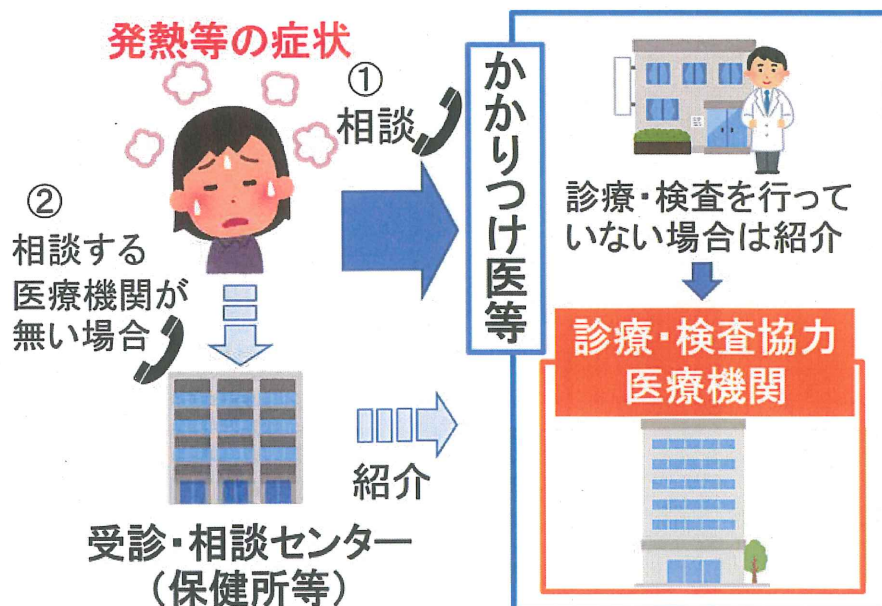 発熱等の症状
①
相談
②
相談する
医療機関が
無い場合
受診・相談センター
（保健所等）
紹介
かかりつけ医等
診療・検査を行って
いない場合は紹介
診療・検査協力
医療機関